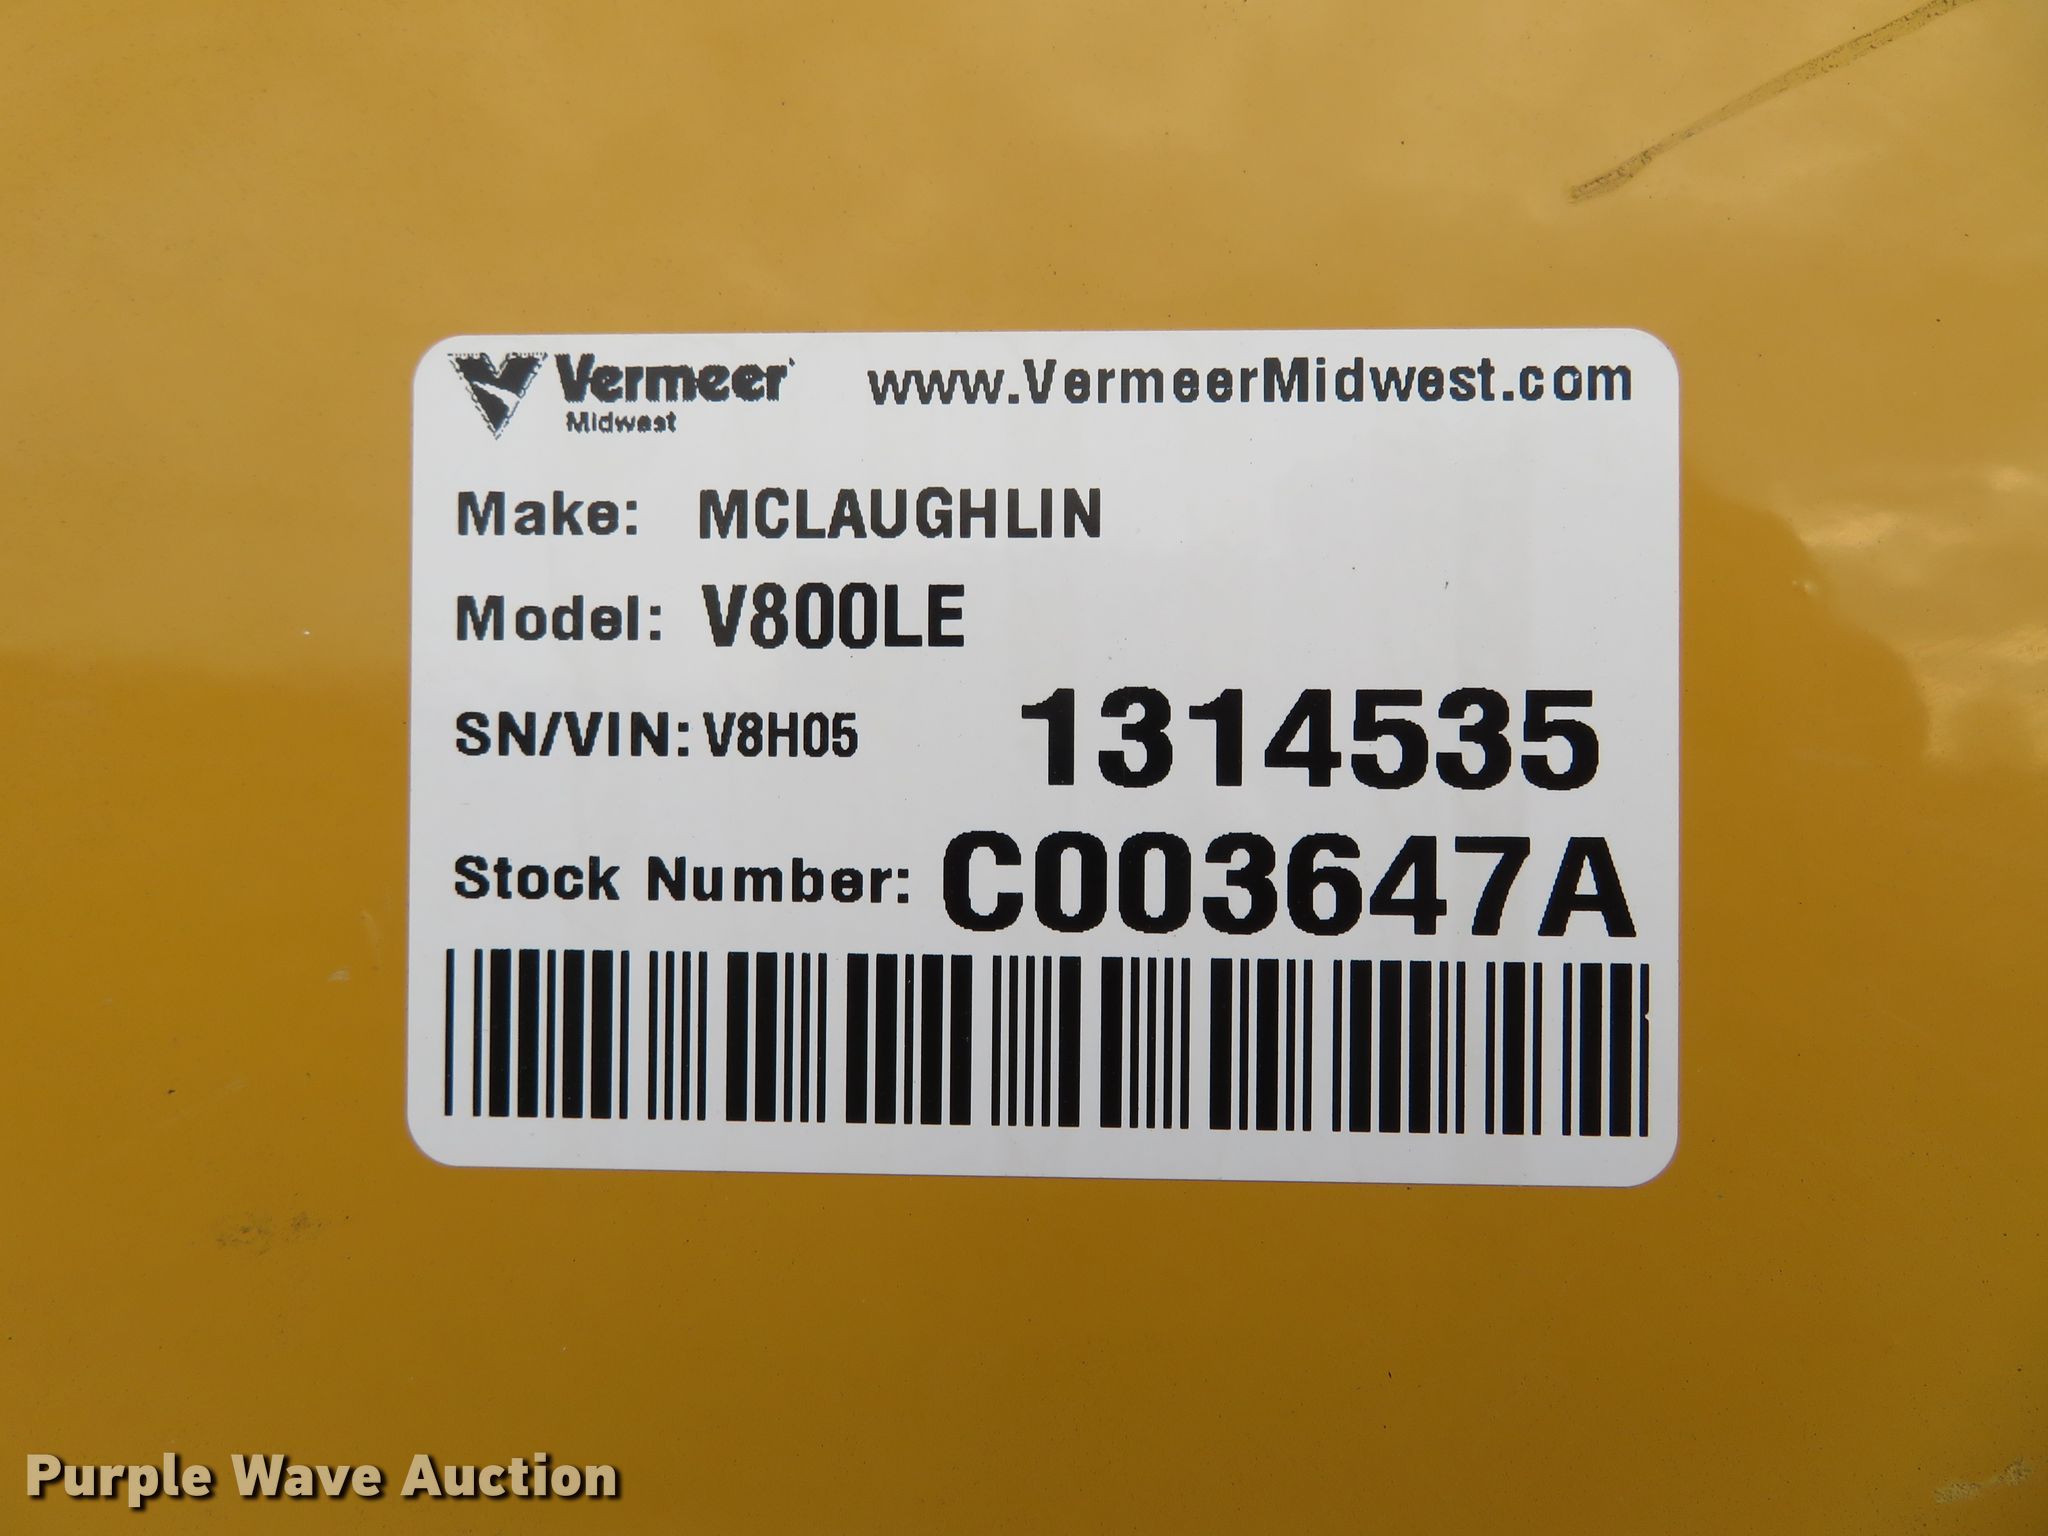 Vermeer www.VermeerMidwest.com
Midwest
Make: MCLAUGHLIN
Model: V800LE
SN/VIN: V8H05 1314535
Stock Number: C003647A
Purple Wave Auction